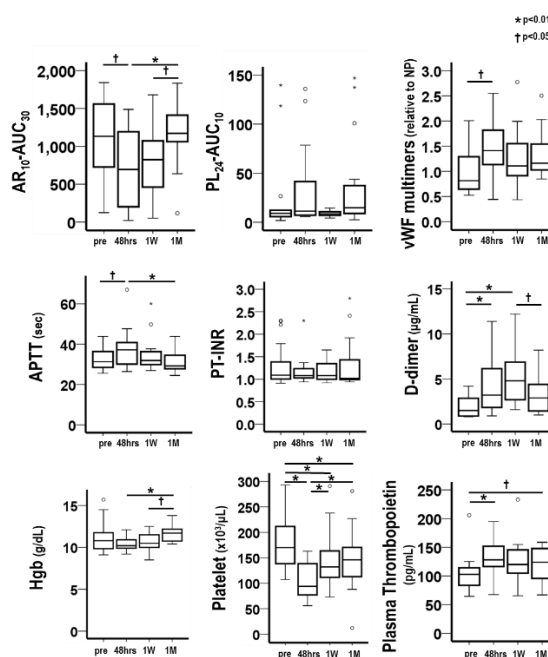 * p<0.01
† p<0.05
AR10-AUC30
2,000
1,500
1,000
500
0
† * †
pre 48hrs 1W 1M
PL24-AUC10
150
100
50
0
* * * *
pre 48hrs 1W 1M
vWF multimers (relative to NP)
3.0
2.5
2.0
1.5
1.0
0.5
0.0
†
pre 48hrs 1W 1M
APTT (sec)
60
40
20
0
† * *
pre 48hrs 1W 1M
PT-INR
3.0
2.5
2.0
1.5
1.0
0.5
0.0
* *
pre 48hrs 1W 1M
D-dimer (µg/mL)
15
10
5
0
* * †
pre 48hrs 1W 1M
Hgb (g/dL)
15
10
5
0
* †
pre 48hrs 1W 1M
Platelet (x10³/µL)
300
250
200
150
100
50
0
* * * *
pre 48hrs 1W 1M
Plasma Thrombopoietin
(pg/mL)
250
200
150
100
50
0
† *
pre 48hrs 1W 1M